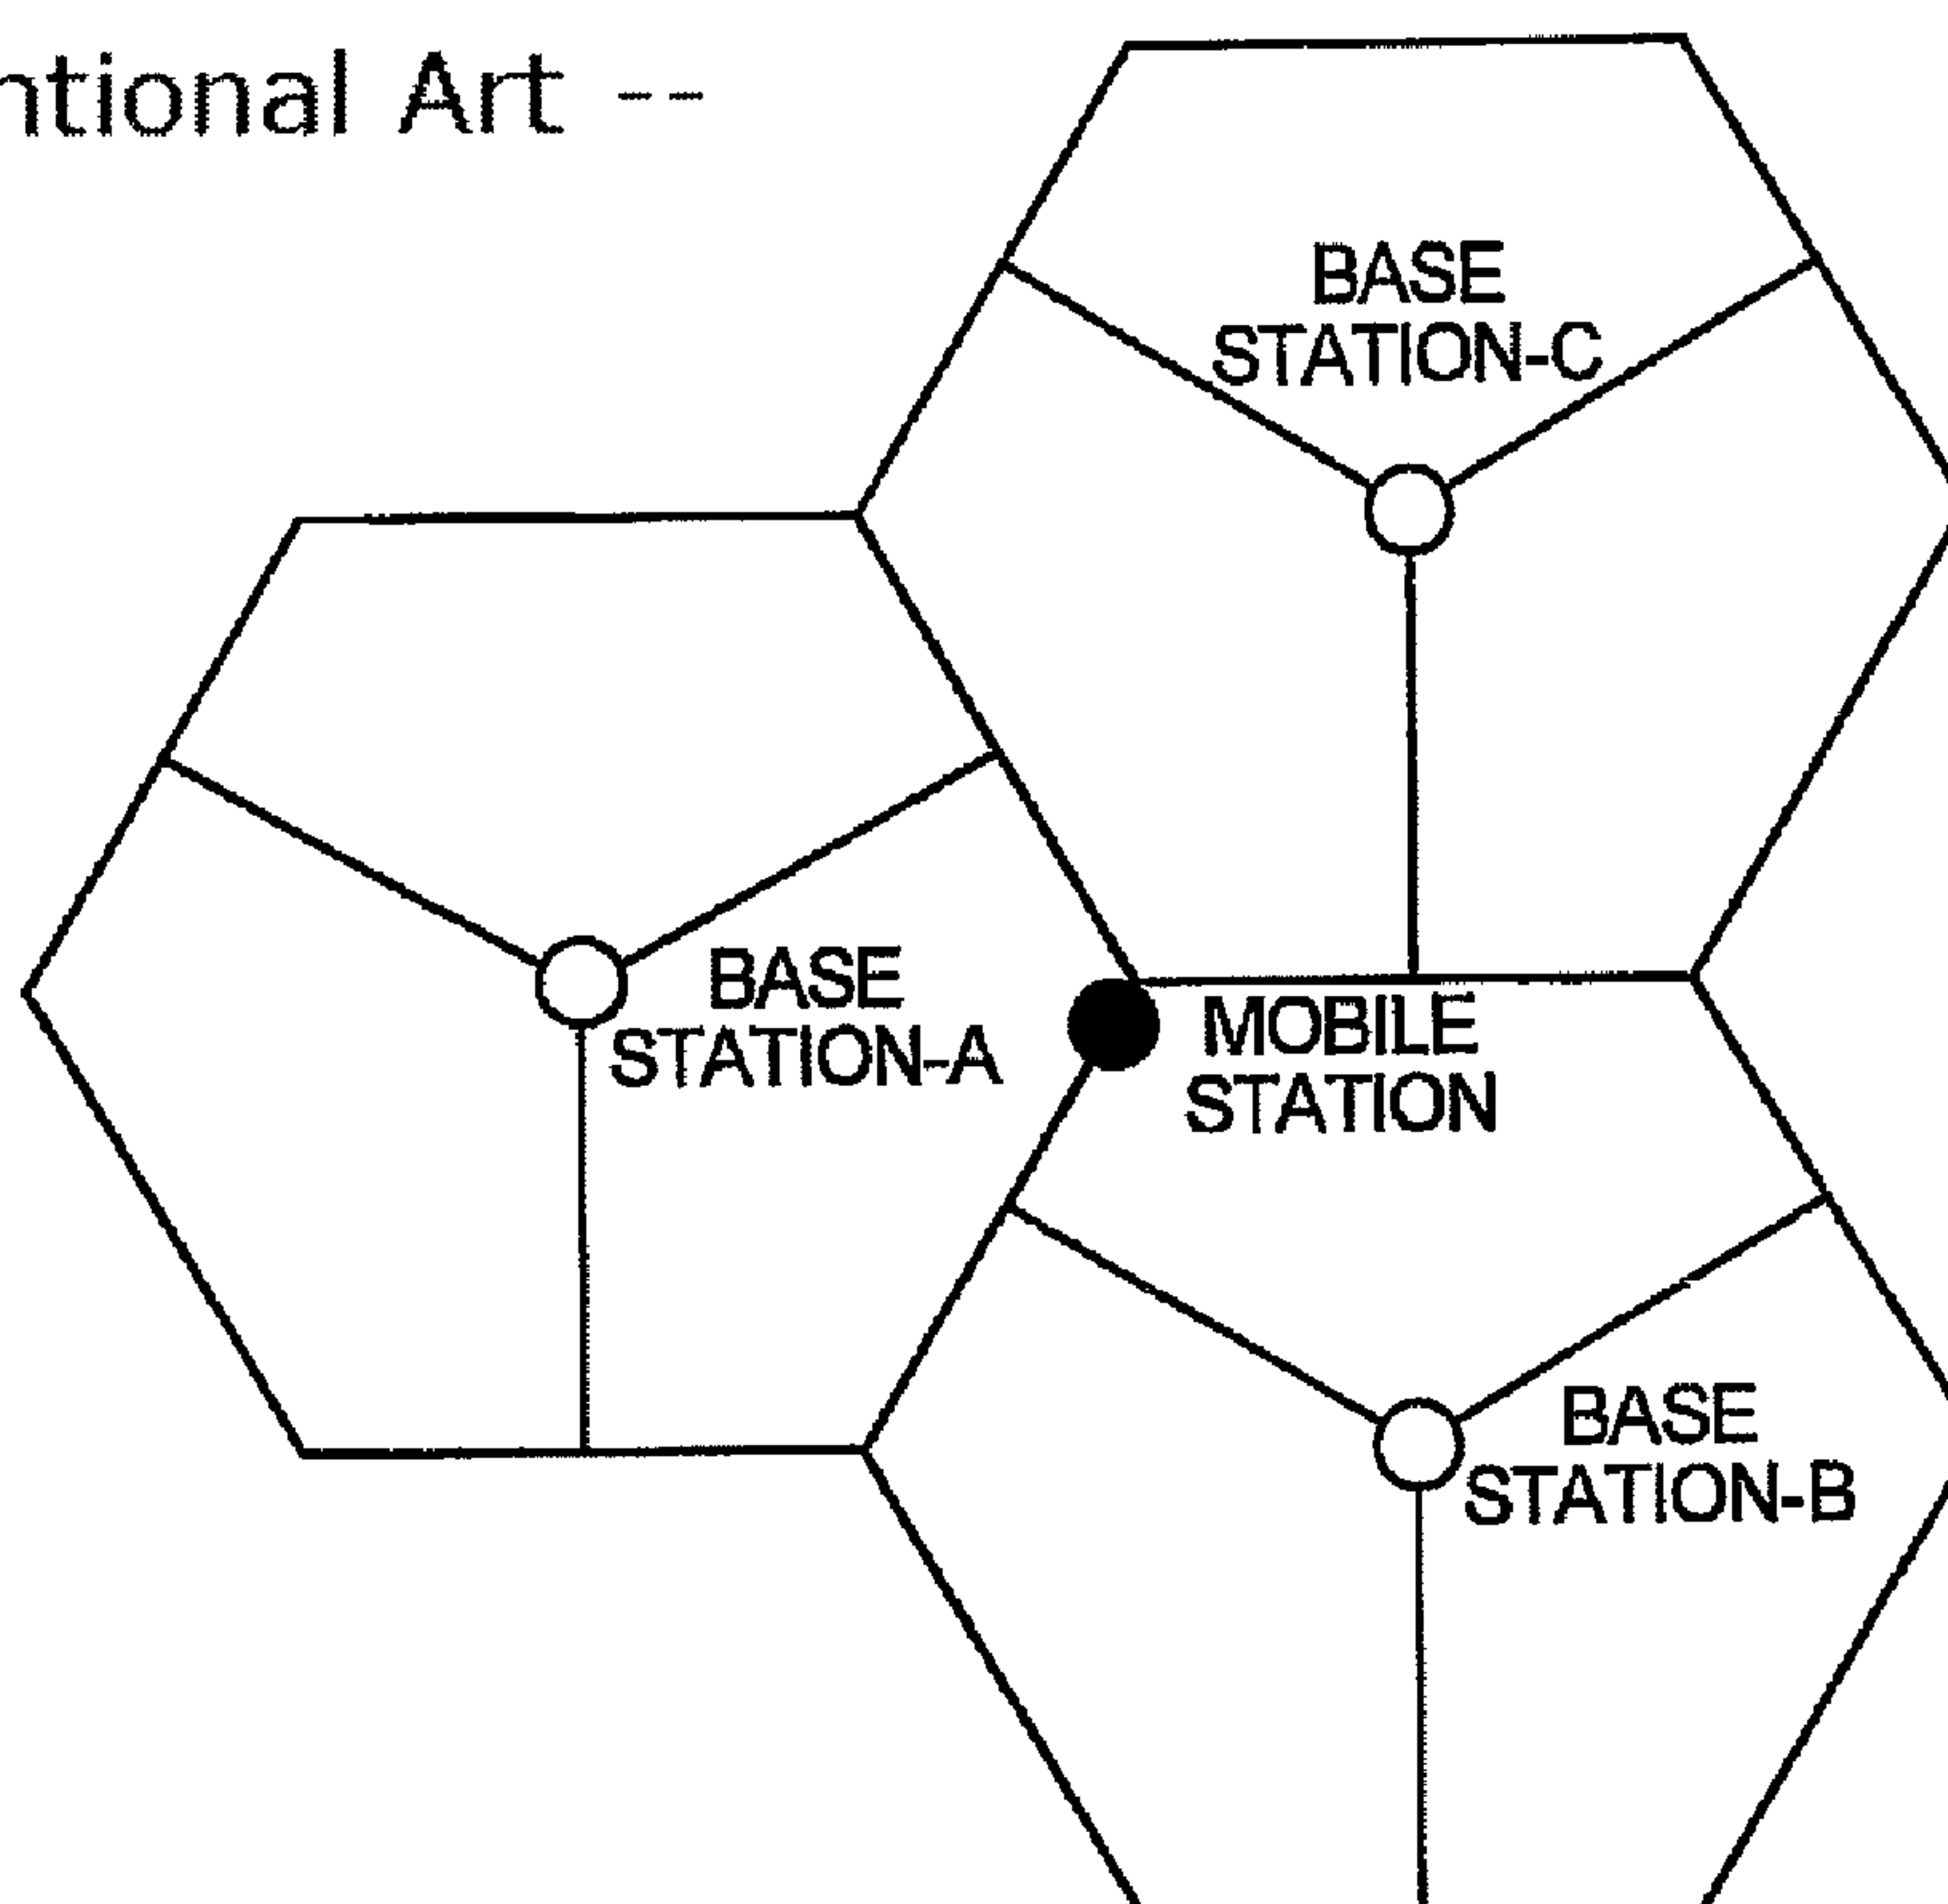 ntional Art --
BASE
STATION-C
BASE
STATION-A
MOBILE
STATION
BASE
STATION-B